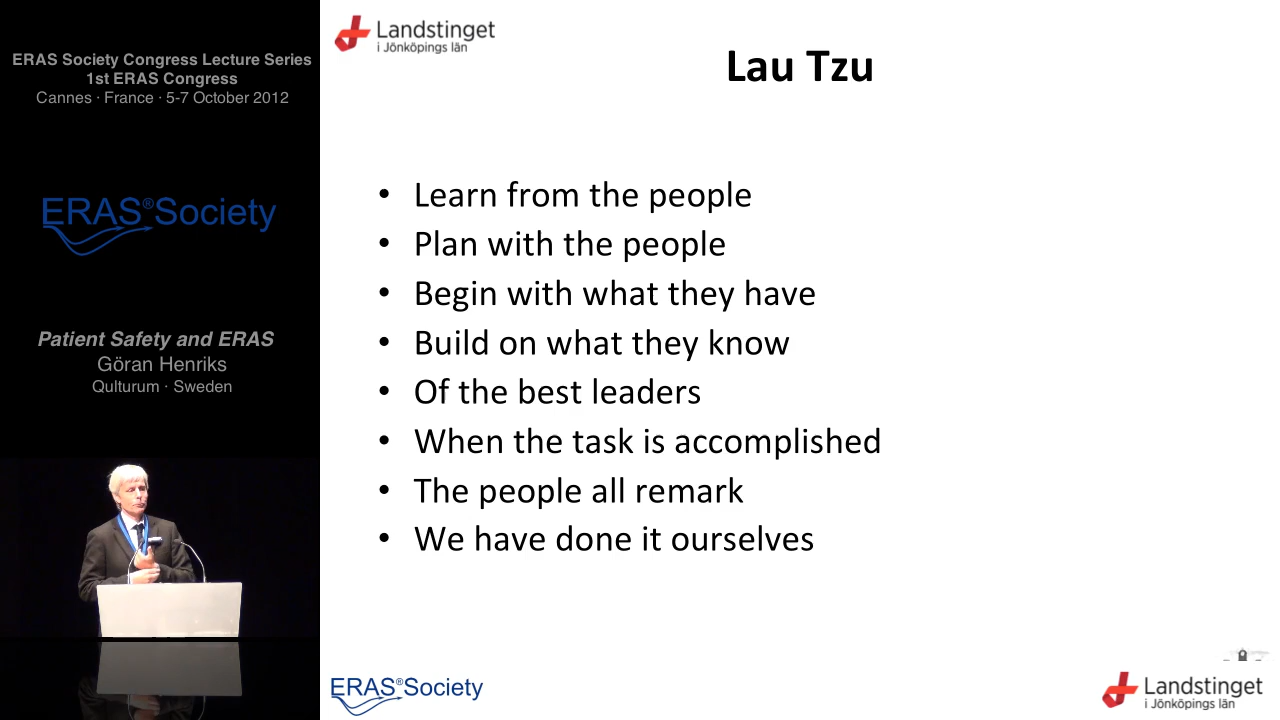 ERAS Society Congress Lecture Series
1st ERAS Congress
Cannes · France · 5-7 October 2012
ERAS®Society
Patient Safety and ERAS
Göran Henriks
Qulturum · Sweden
Landstinget
i Jönköpings län
Lau Tzu
• Learn from the people
• Plan with the people
• Begin with what they have
• Build on what they know
• Of the best leaders
• When the task is accomplished
• The people all remark
• We have done it ourselves
ERAS®Society
Landstinget
i Jönköpings län